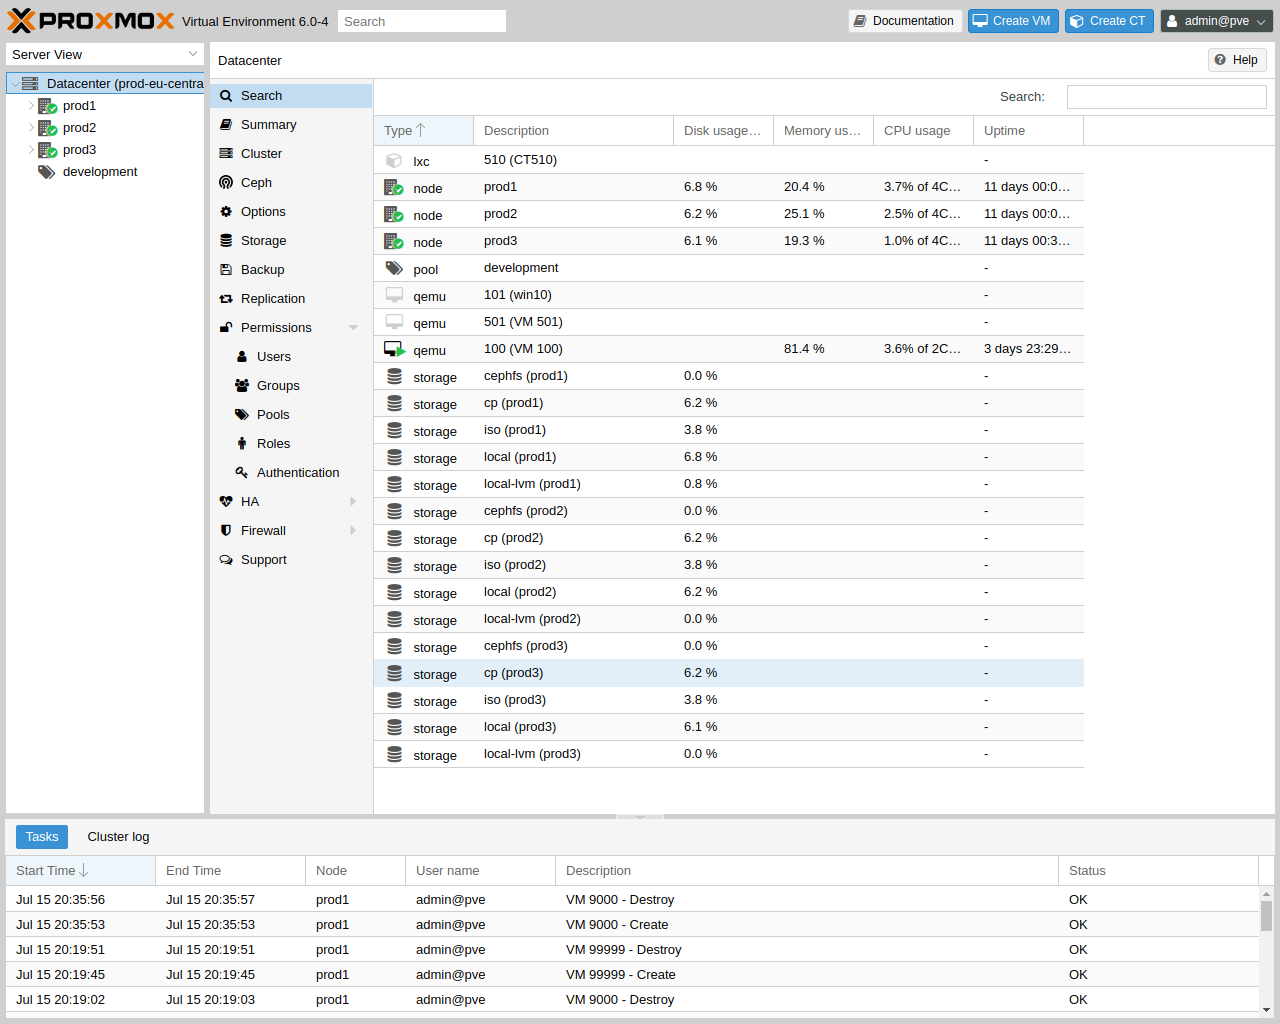 PROXMOX Virtual Environment 6.0-4 Search Documentation Create VM Create CT admin@pve
Server View
Datacenter (prod-eu-centra
prod1
prod2
prod3
development
Datacenter Help
Search
Summary
Cluster
Ceph
Options
Storage
Backup
Replication
Permissions
Users
Groups
Pools
Roles
Authentication
HA
Firewall
Support
Search:
Type Description Disk usage... Memory us... CPU usage Uptime
lxc 510 (CT510) -
node prod1 6.8 % 20.4 % 3.7% of 4C... 11 days 00:0...
node prod2 6.2 % 25.1 % 2.5% of 4C... 11 days 00:0...
node prod3 6.1 % 19.3 % 1.0% of 4C... 11 days 00:3...
pool development -
qemu 101 (win10) -
qemu 501 (VM 501) -
qemu 100 (VM 100) 81.4 % 3.6% of 2C... 3 days 23:29...
storage cephfs (prod1) 0.0 % -
storage cp (prod1) 6.2 % -
storage iso (prod1) 3.8 % -
storage local (prod1) 6.8 % -
storage local-lvm (prod1) 0.8 % -
storage cephfs (prod2) 0.0 % -
storage cp (prod2) 6.2 % -
storage iso (prod2) 3.8 % -
storage local (prod2) 6.2 % -
storage local-lvm (prod2) 0.0 % -
storage cephfs (prod3) 0.0 % -
storage cp (prod3) 6.2 % -
storage iso (prod3) 3.8 % -
storage local (prod3) 6.1 % -
storage local-lvm (prod3) 0.0 % -
Tasks Cluster log
Start Time End Time Node User name Description Status
Jul 15 20:35:56 Jul 15 20:35:57 prod1 admin@pve VM 9000 - Destroy OK
Jul 15 20:35:53 Jul 15 20:35:53 prod1 admin@pve VM 9000 - Create OK
Jul 15 20:19:51 Jul 15 20:19:51 prod1 admin@pve VM 99999 - Destroy OK
Jul 15 20:19:45 Jul 15 20:19:45 prod1 admin@pve VM 99999 - Create OK
Jul 15 20:19:02 Jul 15 20:19:03 prod1 admin@pve VM 9000 - Destroy OK